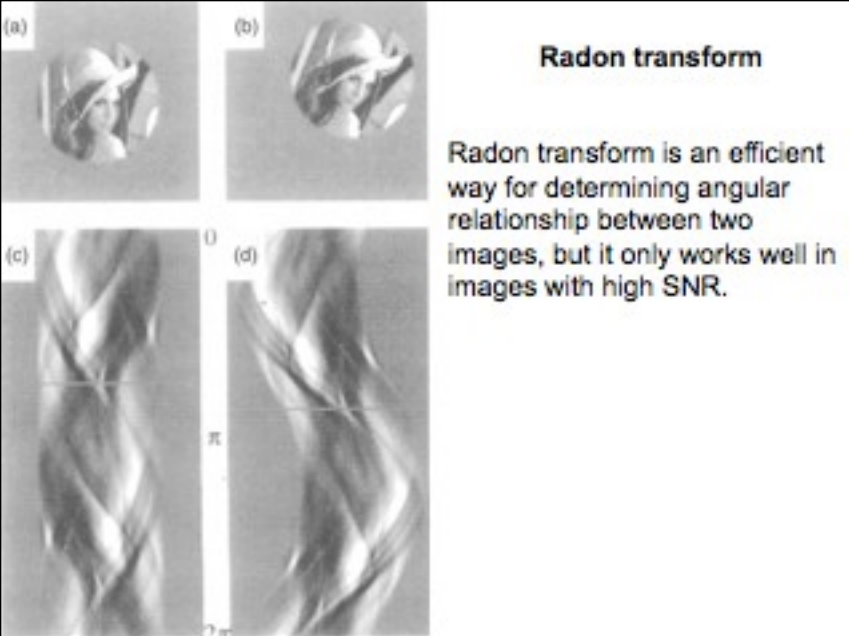 (a)
(b)
Radon transform
Radon transform is an efficient
way for determining angular
relationship between two
images, but it only works well in
images with high SNR.
(c)
0
(d)
π
2π